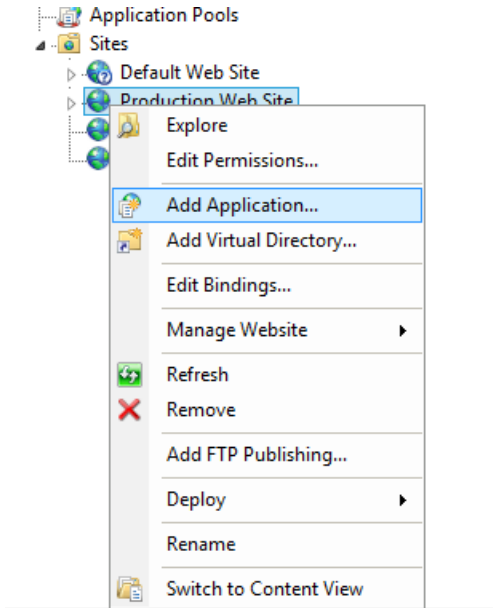 Application Pools
Sites
Default Web Site
Production Web Site
Explore
Edit Permissions...
Add Application...
Add Virtual Directory...
Edit Bindings...
Manage Website
Refresh
Remove
Add FTP Publishing...
Deploy
Rename
Switch to Content View